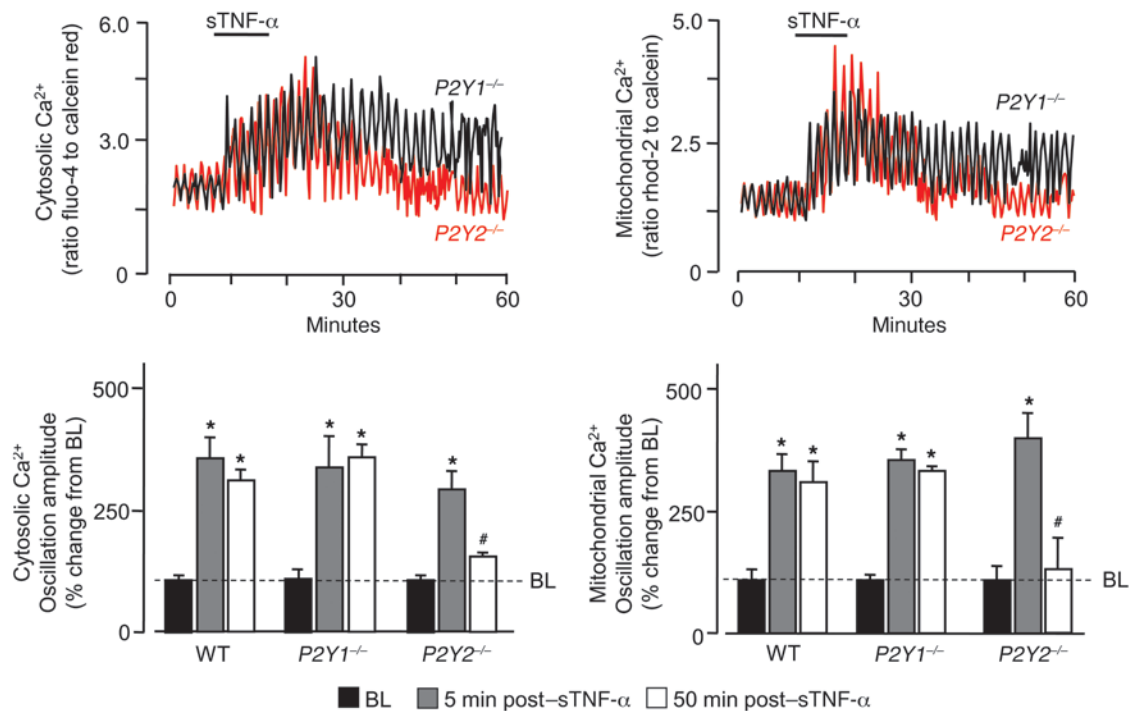 sTNF-α
6.0
3.0
0
Cytosolic Ca²⁺
(ratio fluo-4 to calcein red)
P2Y1⁻/⁻
P2Y2⁻/⁻
0
30
60
Minutes
sTNF-α
5.0
2.5
0
Mitochondrial Ca²⁺
(ratio rhod-2 to calcein)
P2Y1⁻/⁻
P2Y2⁻/⁻
0
30
60
Minutes
Cytosolic Ca²⁺
Oscillation amplitude
(% change from BL)
500
250
0
*
*
*
*
*
#
BL
WT
P2Y1⁻/⁻
P2Y2⁻/⁻
Mitochondrial Ca²⁺
Oscillation amplitude
(% change from BL)
500
250
0
*
*
*
*
*
#
BL
WT
P2Y1⁻/⁻
P2Y2⁻/⁻
BL
5 min post–sTNF-α
50 min post–sTNF-α